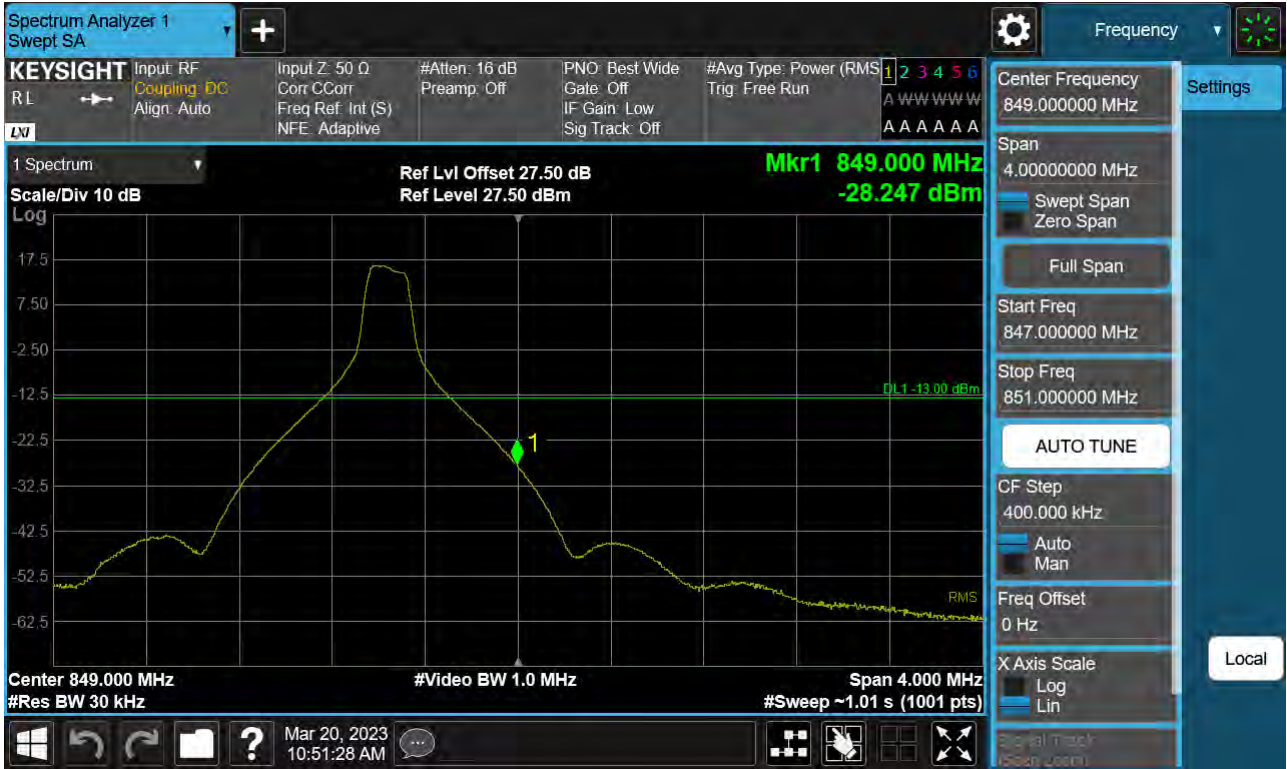 Spectrum Analyzer 1
Swept SA
+
Frequency
KEYSIGHT
R L
LXI
Input: RF
Coupling: DC
Align: Auto
Input Z: 50 Ω
Corr CCorr
Freq Ref: Int (S)
NFE: Adaptive
#Atten: 16 dB
Preamp: Off
PNO: Best Wide
Gate: Off
IF Gain: Low
Sig Track: Off
#Avg Type: Power (RMS
Trig: Free Run
1 2 3 4 5 6
A W W W W W
A A A A A A
Center Frequency
849.000000 MHz
Settings
Span
4.00000000 MHz
Swept Span
Zero Span
Full Span
Start Freq
847.000000 MHz
Stop Freq
851.000000 MHz
AUTO TUNE
CF Step
400.000 kHz
Auto
Man
Freq Offset
0 Hz
X Axis Scale
Log
Lin
Local
1 Spectrum
Scale/Div 10 dB
Log
Ref Lvl Offset 27.50 dB
Ref Level 27.50 dBm
Mkr1 849.000 MHz
-28.247 dBm
17.5
7.50
-2.50
-12.5
DL1 -13.00 dBm
-22.5
1
-32.5
-42.5
-52.5
RMS
-62.5
Center 849.000 MHz
#Video BW 1.0 MHz
Span 4.000 MHz
#Res BW 30 kHz
#Sweep ~1.01 s (1001 pts)
?
Mar 20, 2023
10:51:28 AM